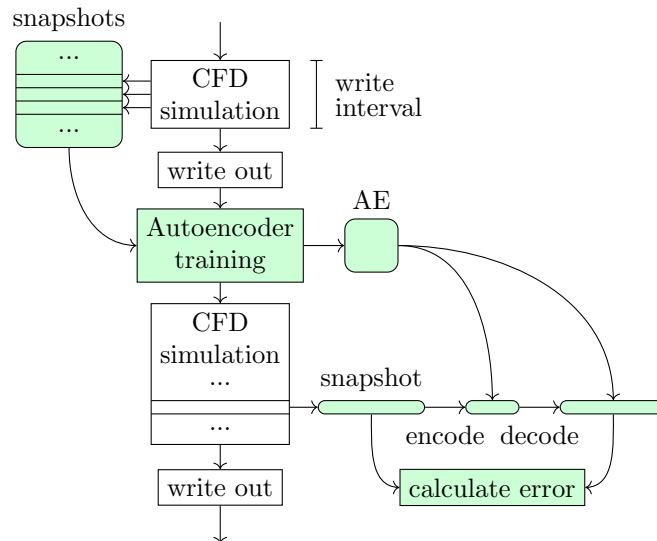 snapshots
...
...
CFD
simulation
write
interval
write out
Autoencoder
training
AE
CFD
simulation
...
...
snapshot
encode
decode
write out
calculate error